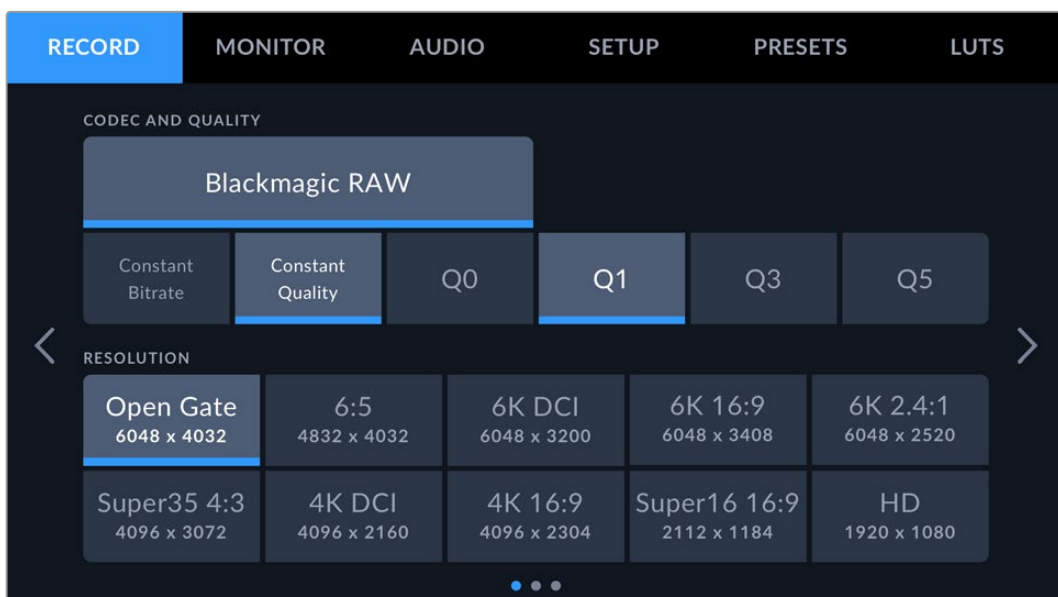 RECORD MONITOR AUDIO SETUP PRESETS LUTS
CODEC AND QUALITY
Blackmagic RAW
Constant Bitrate
Constant Quality
Q0
Q1
Q3
Q5
RESOLUTION
Open Gate
6048 x 4032
6:5
4832 x 4032
6K DCI
6048 x 3200
6K 16:9
6048 x 3408
6K 2.4:1
6048 x 2520
Super35 4:3
4096 x 3072
4K DCI
4096 x 2160
4K 16:9
4096 x 2304
Super16 16:9
2112 x 1184
HD
1920 x 1080